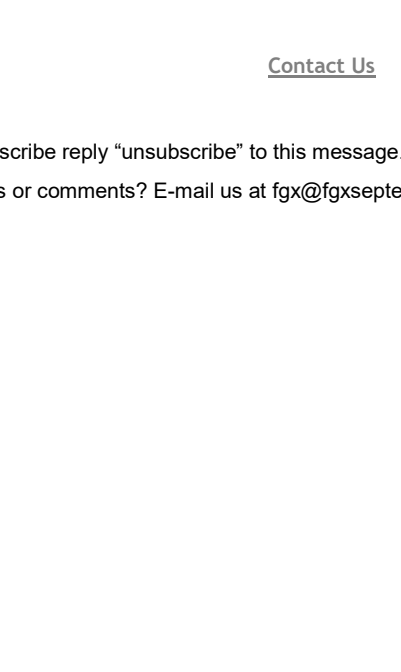 Contact Us
scribe reply “unsubscribe” to this message.
s or comments? E-mail us at fgx@fgxsepte